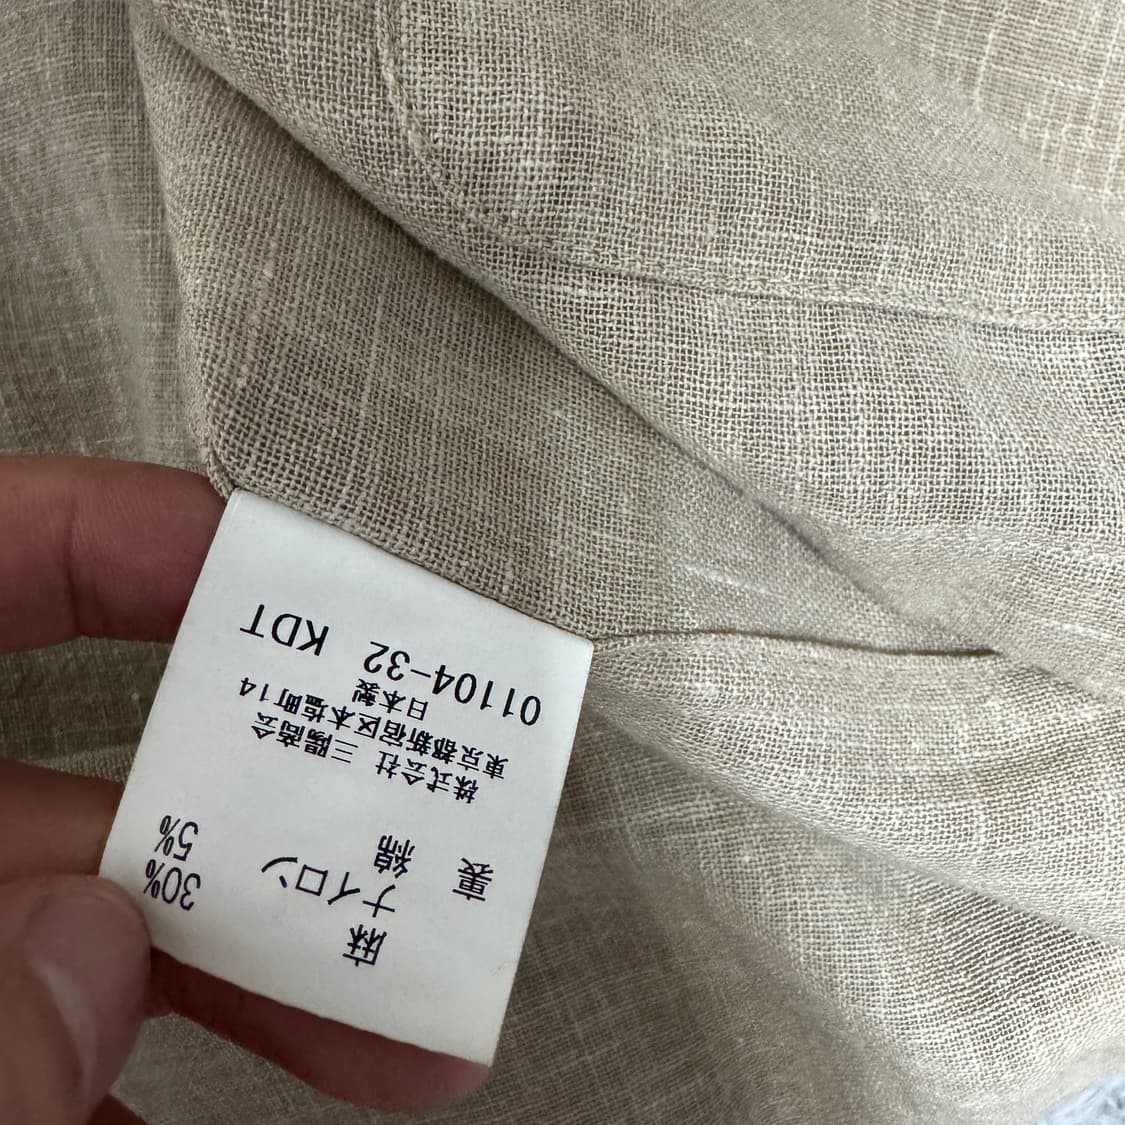 麻 30%
ナイロン 5%
裏 綿
株式会社 三陽商会
東京都新宿区本塩町14
日本製
01104-32 KDT